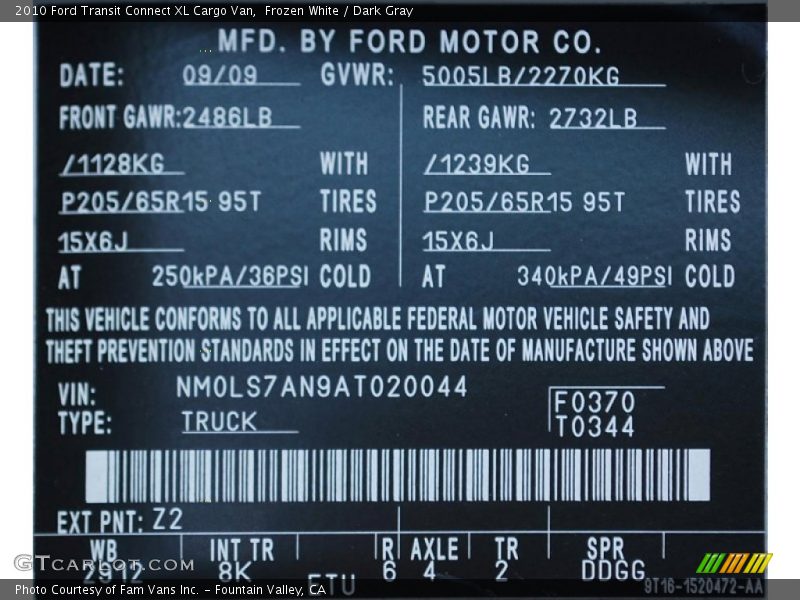 2010 Ford Transit Connect XL Cargo Van,  Frozen White / Dark Gray
MFD. BY FORD MOTOR CO.
DATE: 09/09 GVWR: 5005LB/2270KG
FRONT GAWR: 2486LB REAR GAWR: 2732LB
/1128KG WITH /1239KG WITH
P205/65R15 95T TIRES P205/65R15 95T TIRES
15X6J RIMS 15X6J RIMS
AT 250kPA/36PSI COLD AT 340kPA/49PSI COLD
THIS VEHICLE CONFORMS TO ALL APPLICABLE FEDERAL MOTOR VEHICLE SAFETY AND
THEFT PREVENTION STANDARDS IN EFFECT ON THE DATE OF MANUFACTURE SHOWN ABOVE
VIN: NM0LS7AN9AT020044
F0370
TYPE: TRUCK T0344
EXT PNT: Z2
WB INT TR R AXLE TR SPR
GTCARLOT.COM
2912 8K 6 4 2 DDGG
ETU
9T16-1520472-AA
Photo Courtesy of Fam Vans Inc. - Fountain Valley, CA